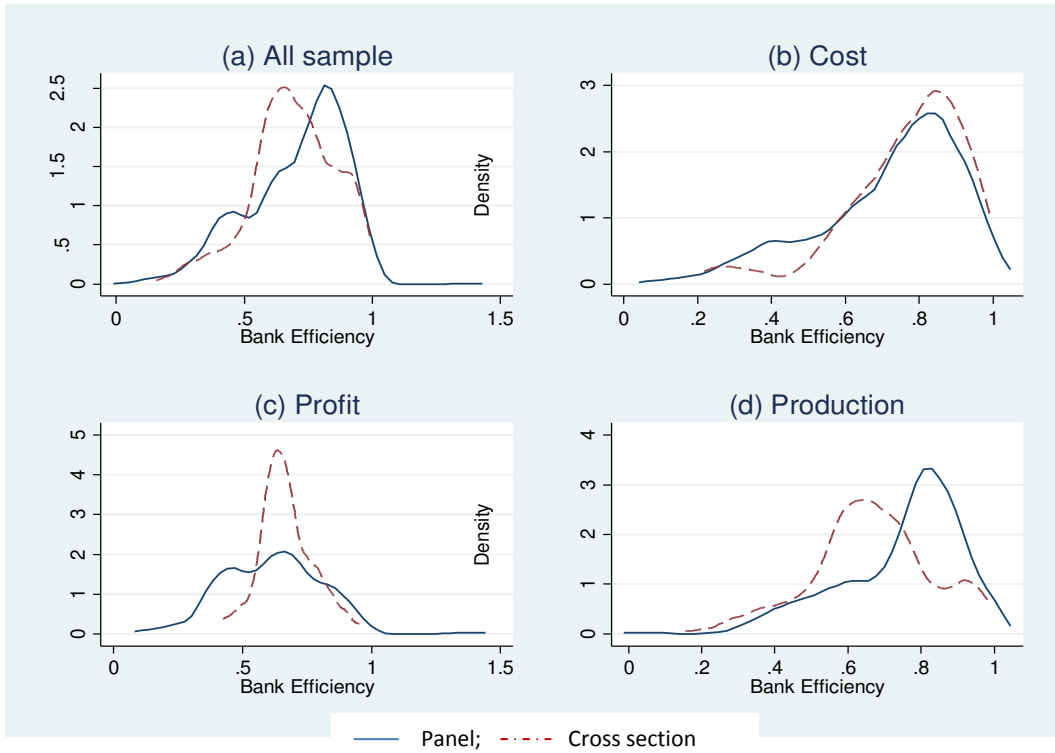 (a) All sample
2.5
2
1.5
1
.5
0
0 .5 1 1.5
Bank Efficiency
(b) Cost
Density
3
2
1
0
0 .2 .4 .6 .8 1
Bank Efficiency
(c) Profit
5
4
3
2
1
0
0 .5 1 1.5
Bank Efficiency
(d) Production
Density
4
3
2
1
0
0 .2 .4 .6 .8 1
Bank Efficiency
Panel; Cross section